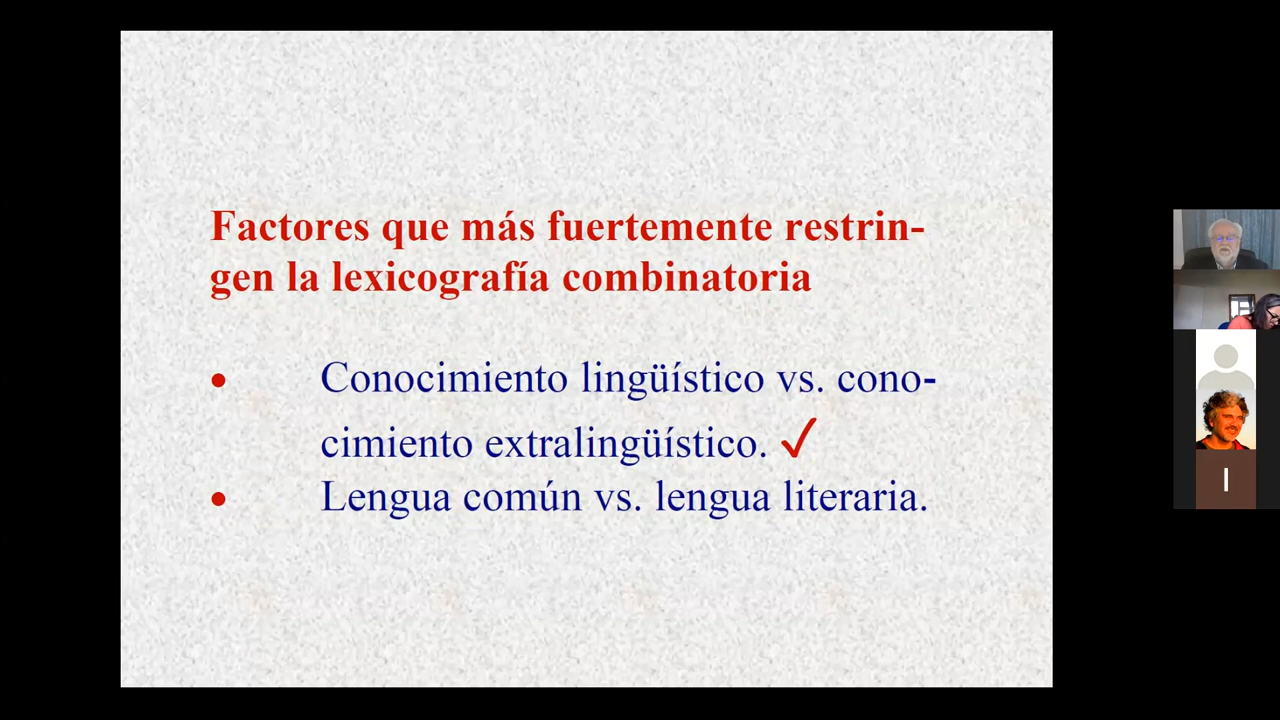 Factores que más fuertemente restrin-
gen la lexicografía combinatoria
• Conocimiento lingüístico vs. cono-
cimiento extralingüístico. ✓
• Lengua común vs. lengua literaria.
I